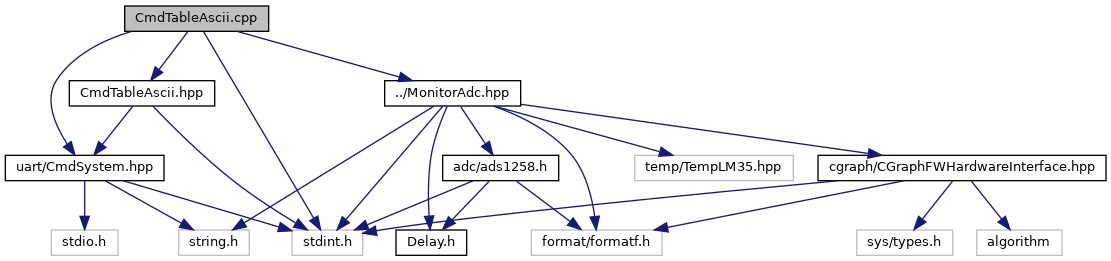 CmdTableAscii.cpp
CmdTableAscii.hpp
../MonitorAdc.hpp
uart/CmdSystem.hpp
adc/ads1258.h
temp/TempLM35.hpp
cgraph/CGraphFWHardwareInterface.hpp
stdio.h
string.h
stdint.h
Delay.h
format/formatf.h
sys/types.h
algorithm